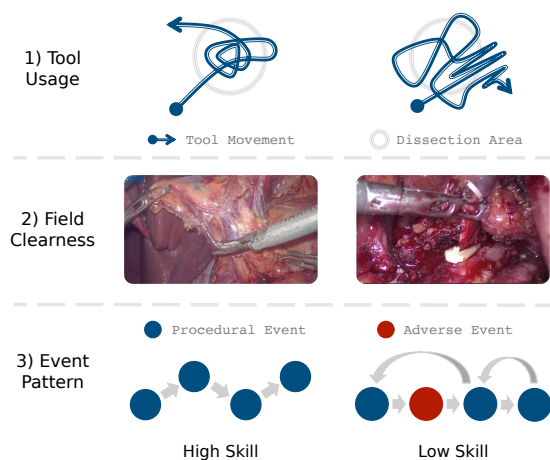 1) Tool
Usage
Tool Movement
Dissection Area
2) Field
Clearness
Procedural Event
Adverse Event
3) Event
Pattern
High Skill
Low Skill